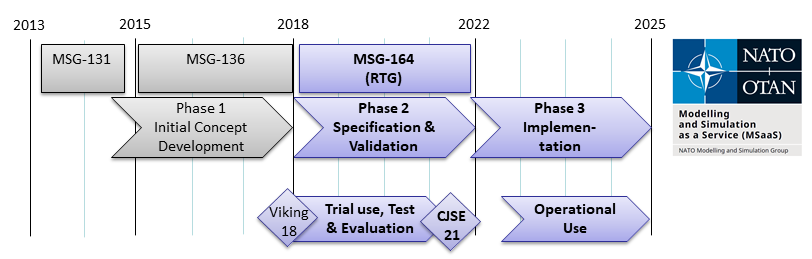 2013
2015
2018
2022
2025
MSG-131
MSG-136
MSG-164
(RTG)
Phase 1
Initial Concept
Development
Phase 2
Specification &
Validation
Phase 3
Implemen-
tation
Viking
18
Trial use, Test
& Evaluation
CJSE
21
Operational
Use
NATO
OTAN
Modelling
and Simulation
as a Service (MSaaS)
NATO Modelling and Simulation Group